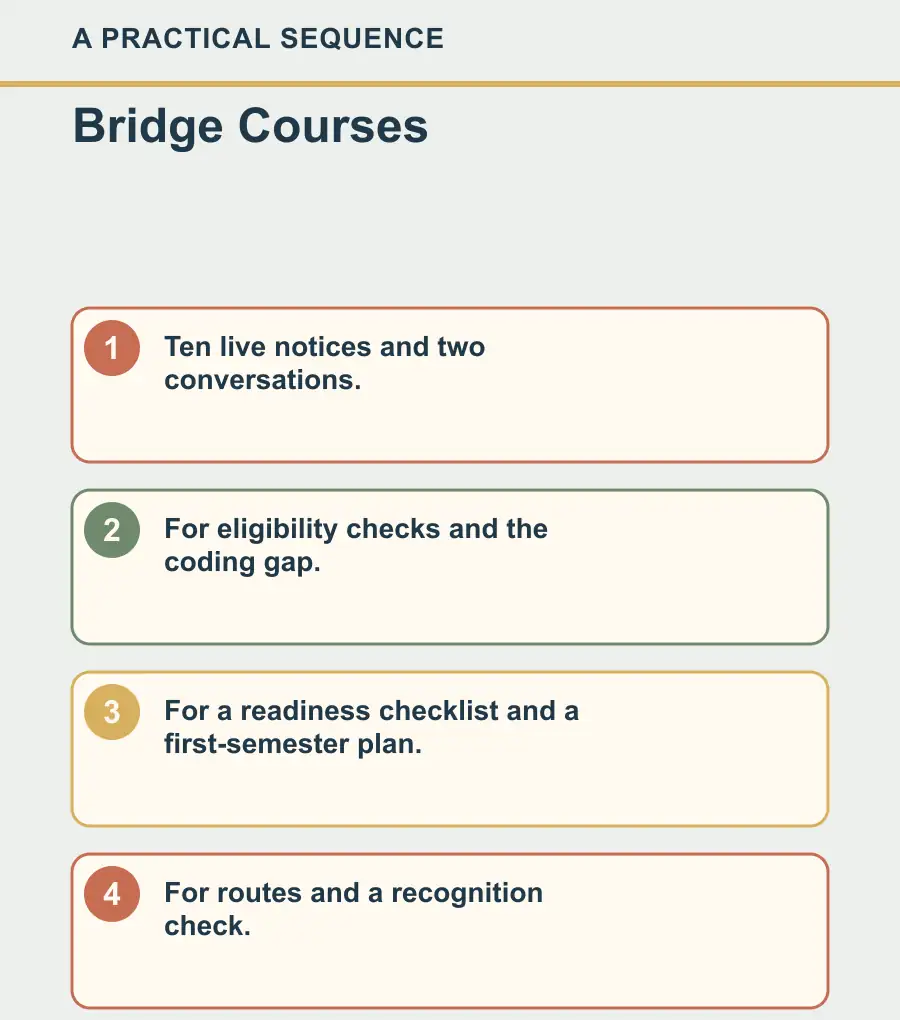 A PRACTICAL SEQUENCE
Bridge Courses
1
Ten live notices and two
conversations.
2
For eligibility checks and the
coding gap.
3
For a readiness checklist and a
first-semester plan.
4
For routes and a recognition
check.